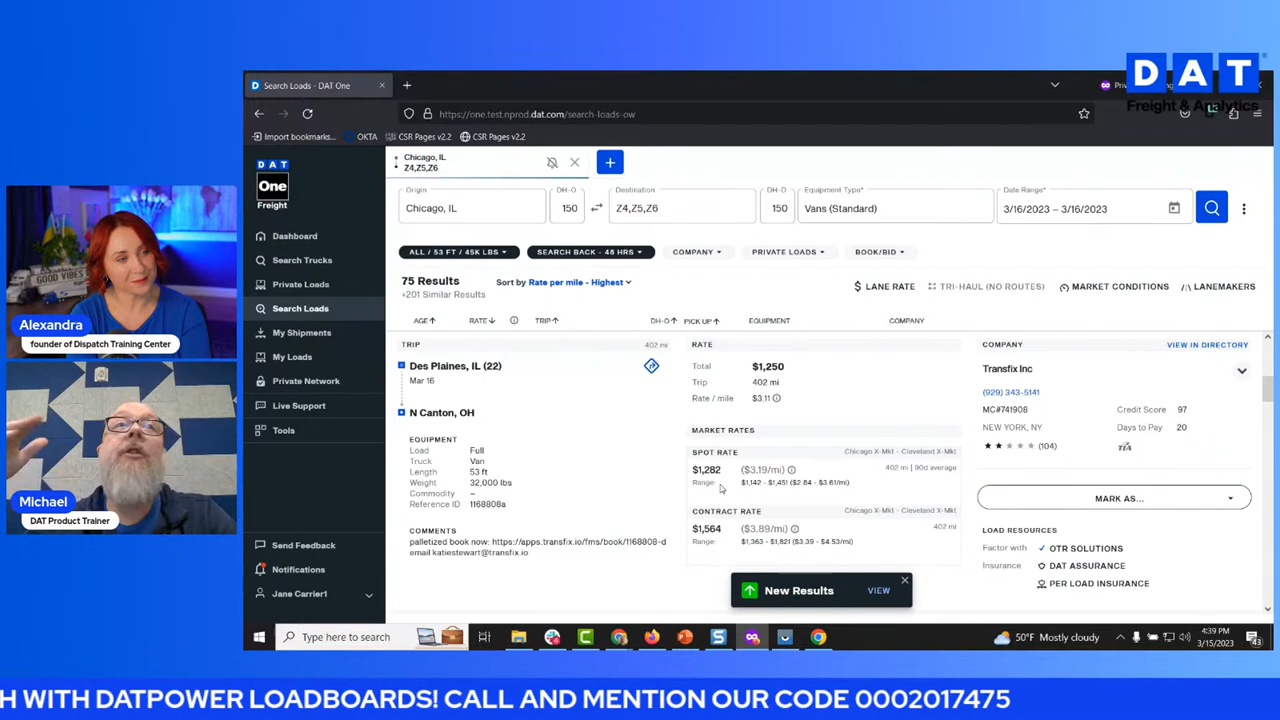 DAT
Freight & Analytics
Search Loads - DAT One
https://one.test.nprod.dat.com/search-loads-ow
Import bookmarks...
OKTA
CSR Pages v2.2
CSR Pages v2.2
DAT
One
Freight
Dashboard
Search Trucks
Private Loads
Search Loads
My Shipments
My Loads
Private Network
Live Support
Tools
Send Feedback
Notifications
Jane Carrier1
Chicago, IL
Z4,Z5,Z6
Origin
Chicago, IL
DH-O
150
Destination
Z4,Z5,Z6
DH-D
150
Equipment Type*
Vans (Standard)
Date Range*
3/16/2023 – 3/16/2023
ALL / 53 FT / 45K LBS
SEARCH BACK - 48 HRS
COMPANY
PRIVATE LOADS
BOOK/BID
75 Results
+201 Similar Results
Sort by Rate per mile - Highest
LANE RATE
TRI-HAUL (NO ROUTES)
MARKET CONDITIONS
LANEMAKERS
AGE
RATE
TRIP
DH-O
PICK UP
EQUIPMENT
COMPANY
TRIP
402 mi
Des Plaines, IL (22)
Mar 16
N Canton, OH
EQUIPMENT
Load Full
Truck Van
Length 53 ft
Weight 32,000 lbs
Commodity –
Reference ID 1168808a
COMMENTS
palletized book now: https://apps.transfix.io/fms/book/1168808-d
email katiestewart@transfix.io
RATE
Total $1,250
Trip 402 mi
Rate / mile $3.11
MARKET RATES
SPOT RATE Chicago X-Mkt - Cleveland X-Mkt
$1,282 ($3.19/mi) 402 mi | 90d average
Range: $1,142 - $1,451 ($2.84 - $3.61/mi)
CONTRACT RATE Chicago X-Mkt - Cleveland X-Mkt
$1,564 ($3.89/mi) 402 mi
Range: $1,363 - $1,821 ($3.39 - $4.53/mi)
COMPANY
VIEW IN DIRECTORY
Transfix Inc
(929) 343-5141
MC#741908
Credit Score 97
NEW YORK, NY
Days to Pay 20
(104)
TIA
MARK AS...
LOAD RESOURCES
Factor with OTR SOLUTIONS
Insurance DAT ASSURANCE
PER LOAD INSURANCE
New Results
VIEW
Type here to search
50°F Mostly cloudy
4:39 PM
3/15/2023
43
GOOD VIBES
Alexandra
founder of Dispatch Training Center
Michael
DAT Product Trainer
H WITH DATPOWER LOADBOARDS! CALL AND MENTION OUR CODE 0002017475